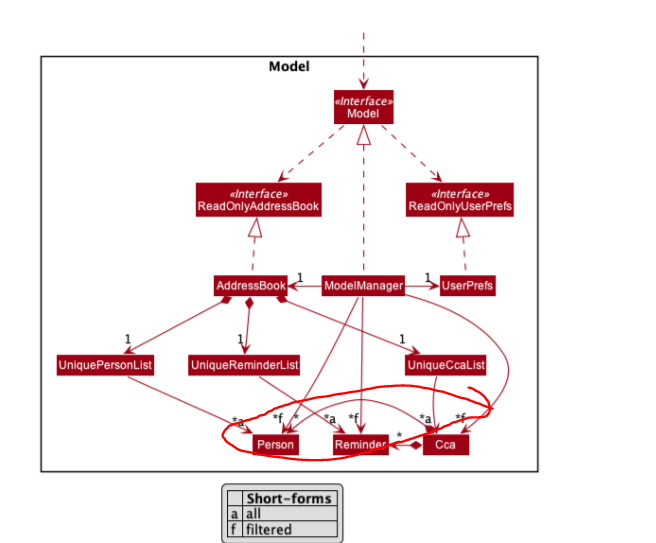 Model
«Interface»
Model
«Interface»
ReadOnlyAddressBook
«Interface»
ReadOnlyUserPrefs
AddressBook
1
ModelManager
1
UserPrefs
1
1
1
UniquePersonList
UniqueReminderList
UniqueCcaList
*a
*f
*
*a
*f
*a
*f
Person
Reminder
*
Cca
Short-forms
a all
f filtered